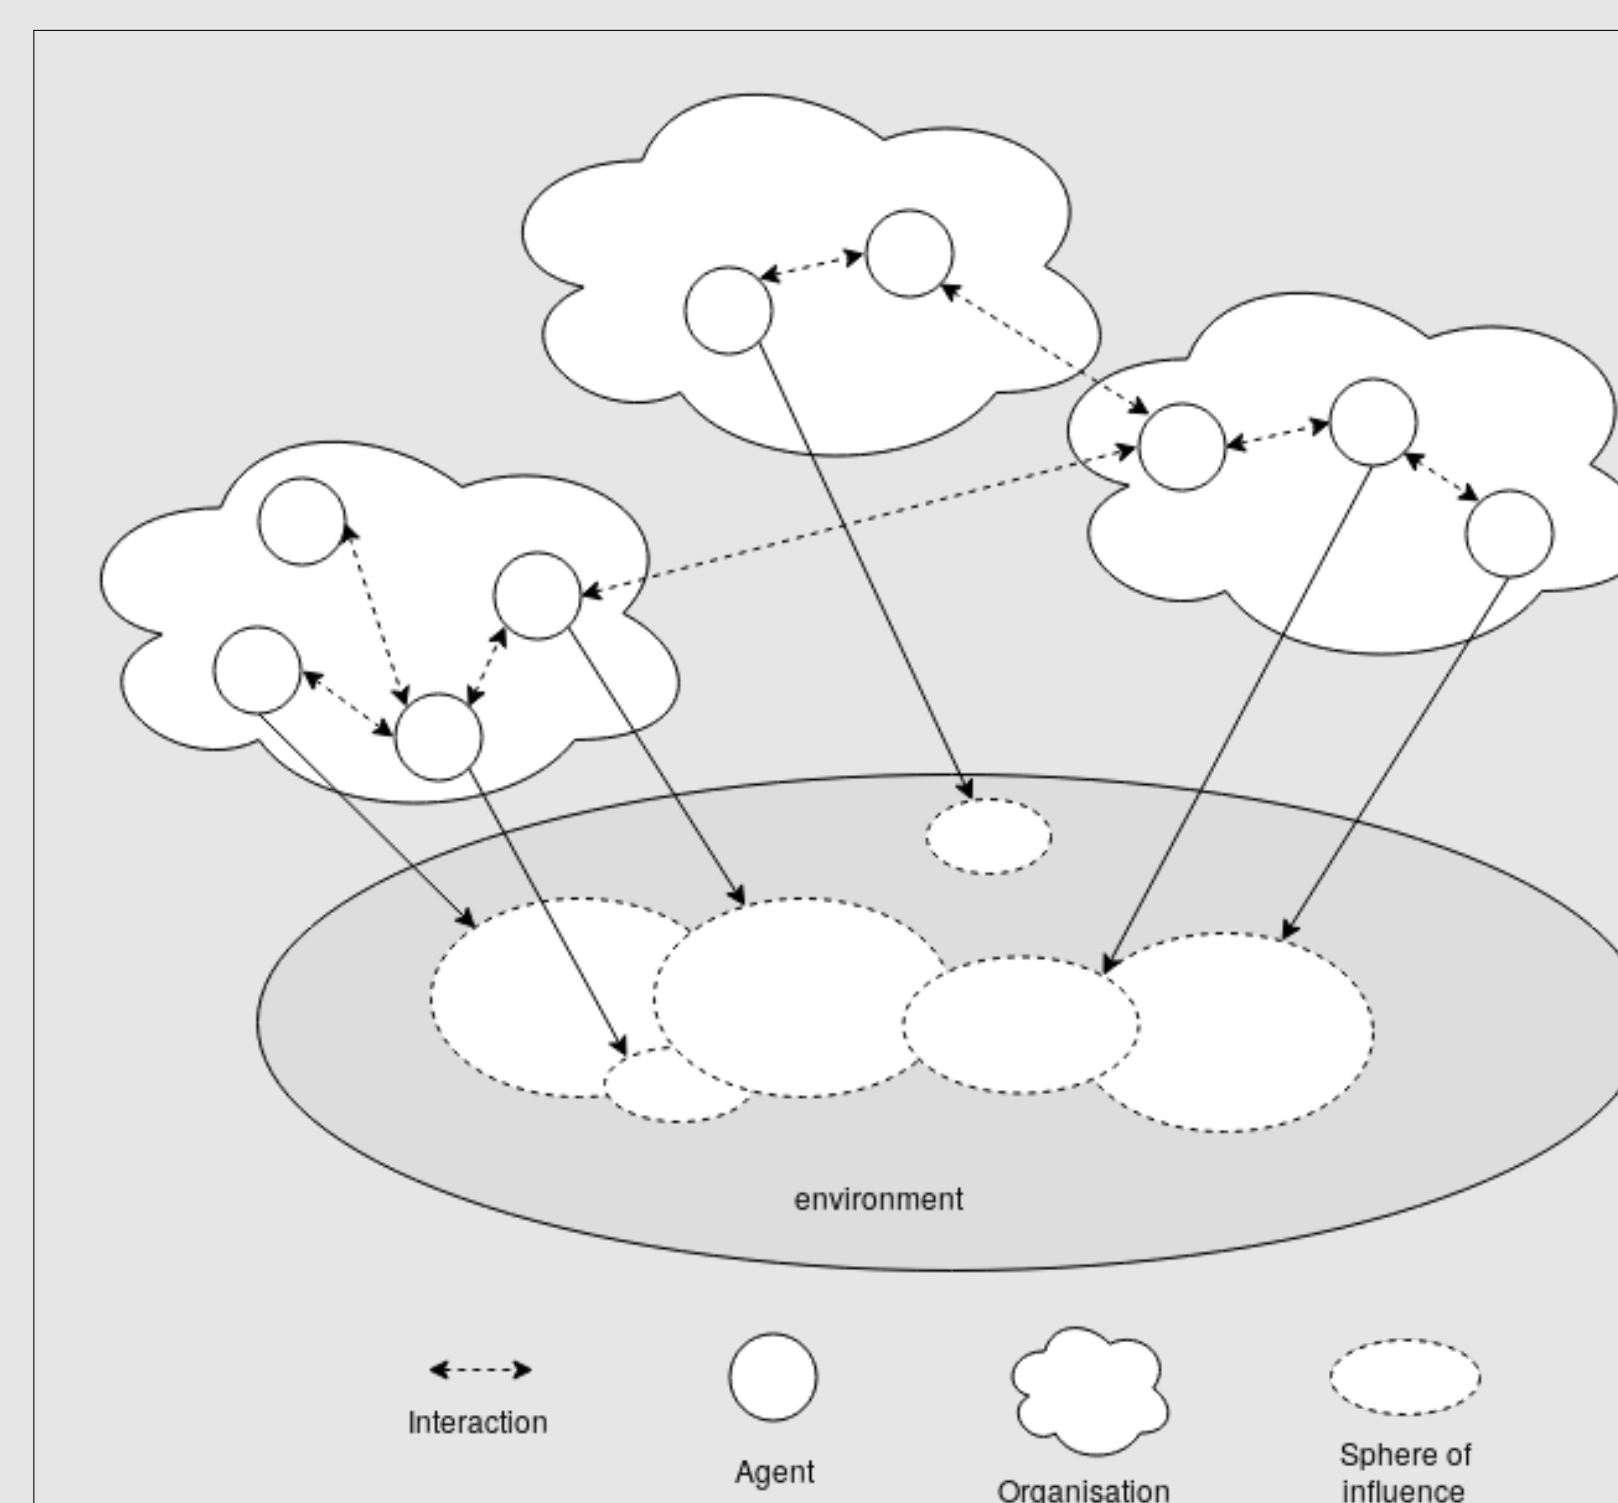 environment
Interaction
Agent
Organisation
Sphere of
influence